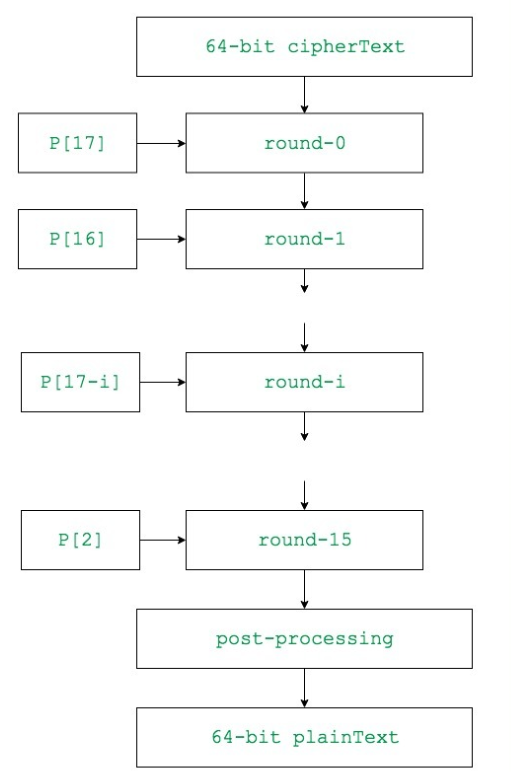 64-bit cipherText
P[17]
round-0
P[16]
round-1
P[17-i]
round-i
P[2]
round-15
post-processing
64-bit plainText